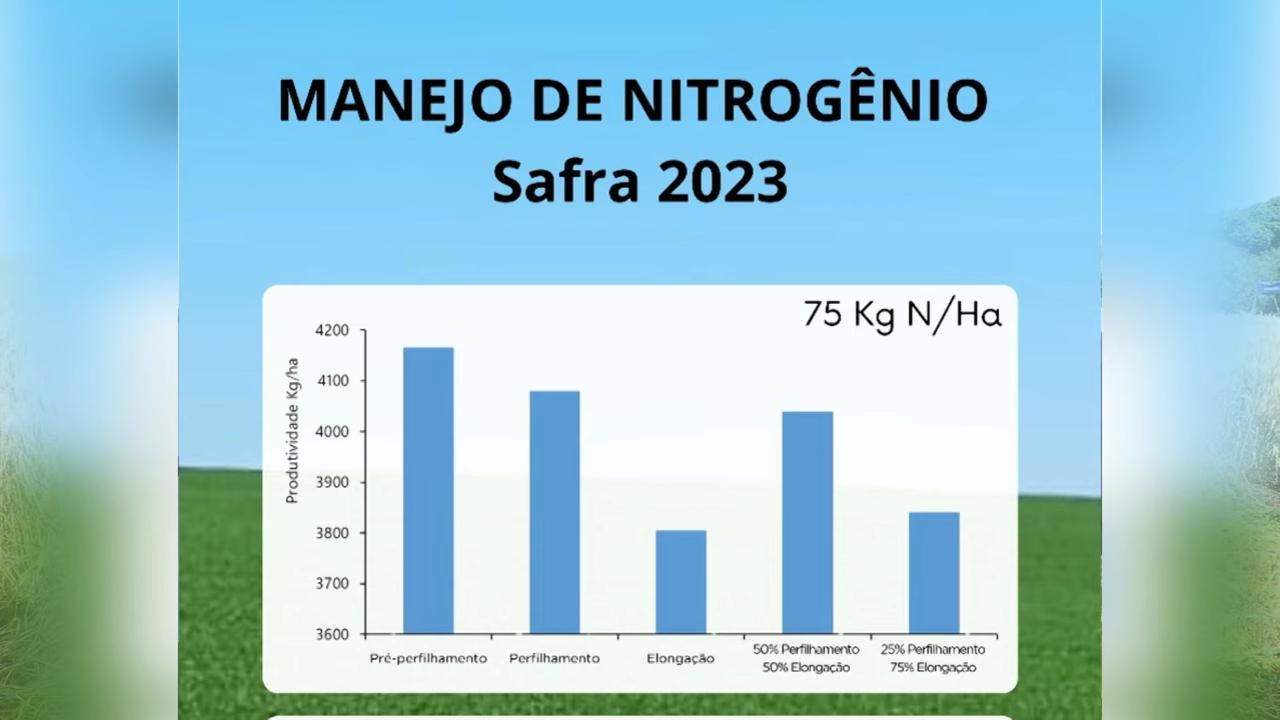 MANEJO DE NITROGÊNIO
Safra 2023
75 Kg N/Ha
Produtividade Kg/ha
4200
4100
4000
3900
3800
3700
3600
Pré-perfilhamento
Perfilhamento
Elongação
50% Perfilhamento
50% Elongação
25% Perfilhamento
75% Elongação